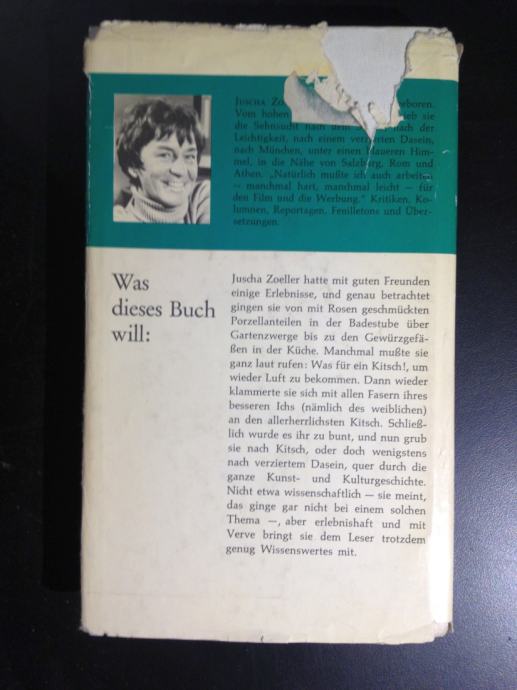 JUSCHA ZO eboren.
Vom hohen ieb sie
die Sehnsucht nach dem nach der
Leichtigkeit, nach einem verzierten Dasein,
nach München, unter einen blaueren Him-
mel, in die Nähe von Salzburg, Rom und
Athen. „Natürlich mußte ich auch arbeiten
— manchmal hart, manchmal leicht — für
den Film und die Werbung.“ Kritiken, Ko-
lumnen, Reportagen, Feuilletons und Über-
setzungen.
Was
dieses Buch
will:
Juscha Zoeller hatte mit guten Freunden
einige Erlebnisse, und genau betrachtet
gingen sie von mit Rosen geschmückten
Porzellanteilen in der Badestube über
Gartenzwerge bis zu den Gewürzgefä-
ßen in der Küche. Manchmal mußte sie
ganz laut rufen: Was für ein Kitsch!, um
wieder Luft zu bekommen. Dann wieder
klammerte sie sich mit allen Fasern ihres
besseren Ichs (nämlich des weiblichen)
an den allerherrlichsten Kitsch. Schließ-
lich wurde es ihr zu bunt, und nun grub
sie nach Kitsch, oder doch wenigstens
nach verziertem Dasein, quer durch die
ganze Kunst- und Kulturgeschichte.
Nicht etwa wissenschaftlich — sie meint,
das ginge gar nicht bei einem solchen
Thema —, aber erlebnishaft und mit
Verve bringt sie dem Leser trotzdem
genug Wissenswertes mit.